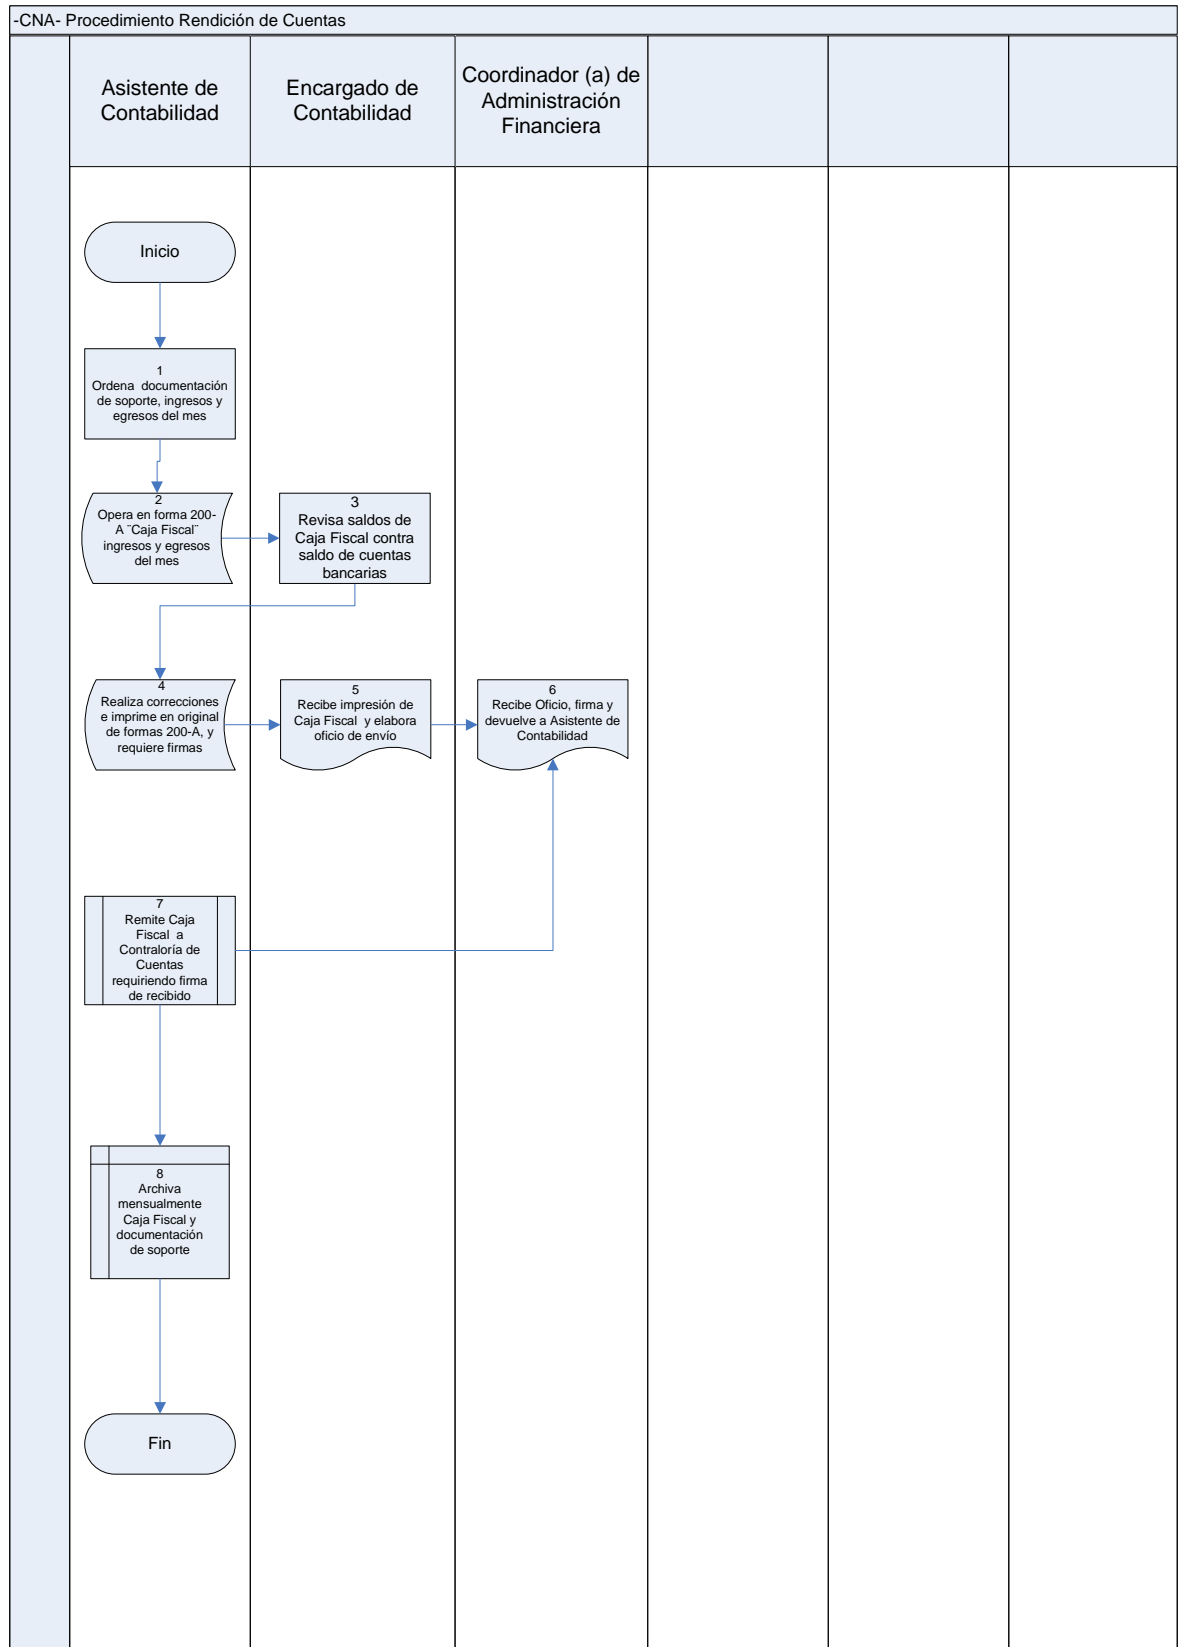 -CNA- Procedimiento Rendición de Cuentas
Asistente de
Contabilidad
Encargado de
Contabilidad
Coordinador (a) de
Administración
Financiera
Inicio
1
Ordena documentación
de soporte, ingresos y
egresos del mes
2
Opera en forma 200-
A ¨Caja Fiscal¨
ingresos y egresos
del mes
3
Revisa saldos de
Caja Fiscal contra
saldo de cuentas
bancarias
4
Realiza correcciones
e imprime en original
de formas 200-A, y
requiere firmas
5
Recibe impresión de
Caja Fiscal y elabora
oficio de envío
6
Recibe Oficio, firma y
devuelve a Asistente de
Contabilidad
7
Remite Caja
Fiscal a
Contraloría de
Cuentas
requiriendo firma
de recibido
8
Archiva
mensualmente
Caja Fiscal y
documentación
de soporte
Fin